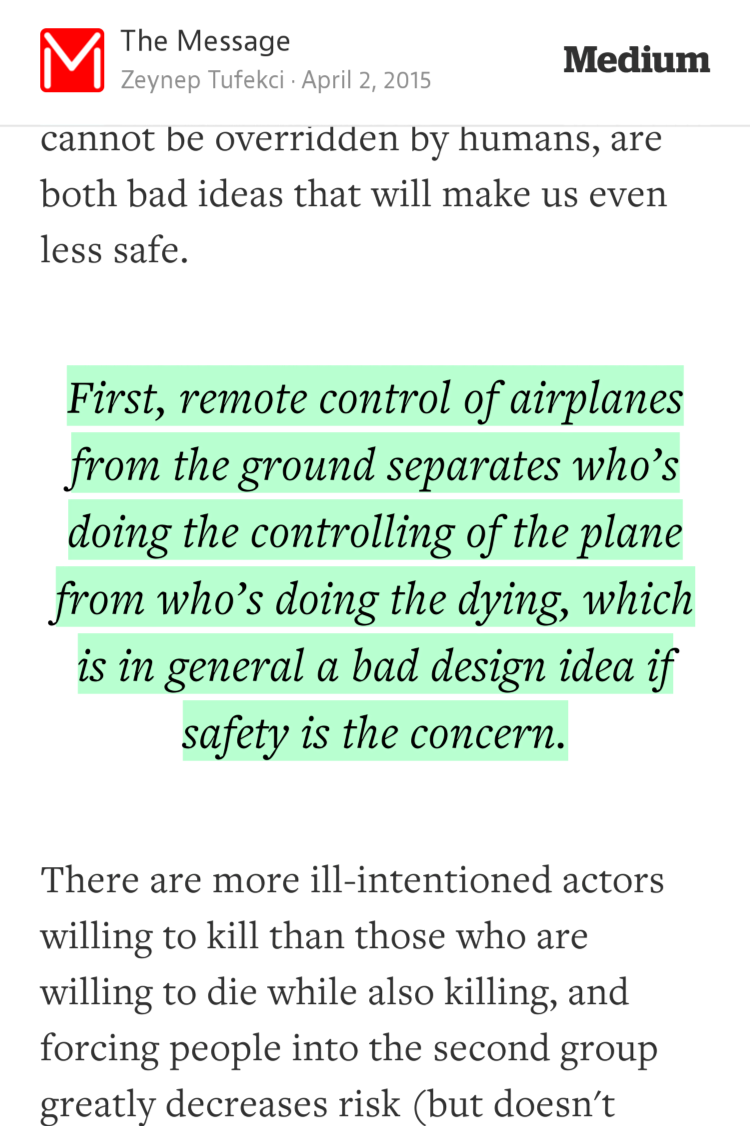 The Message
Zeynep Tufekci · April 2, 2015
Medium
cannot be overridden by humans, are
both bad ideas that will make us even
less safe.
First, remote control of airplanes
from the ground separates who’s
doing the controlling of the plane
from who’s doing the dying, which
is in general a bad design idea if
safety is the concern.
There are more ill-intentioned actors
willing to kill than those who are
willing to die while also killing, and
forcing people into the second group
greatly decreases risk (but doesn't